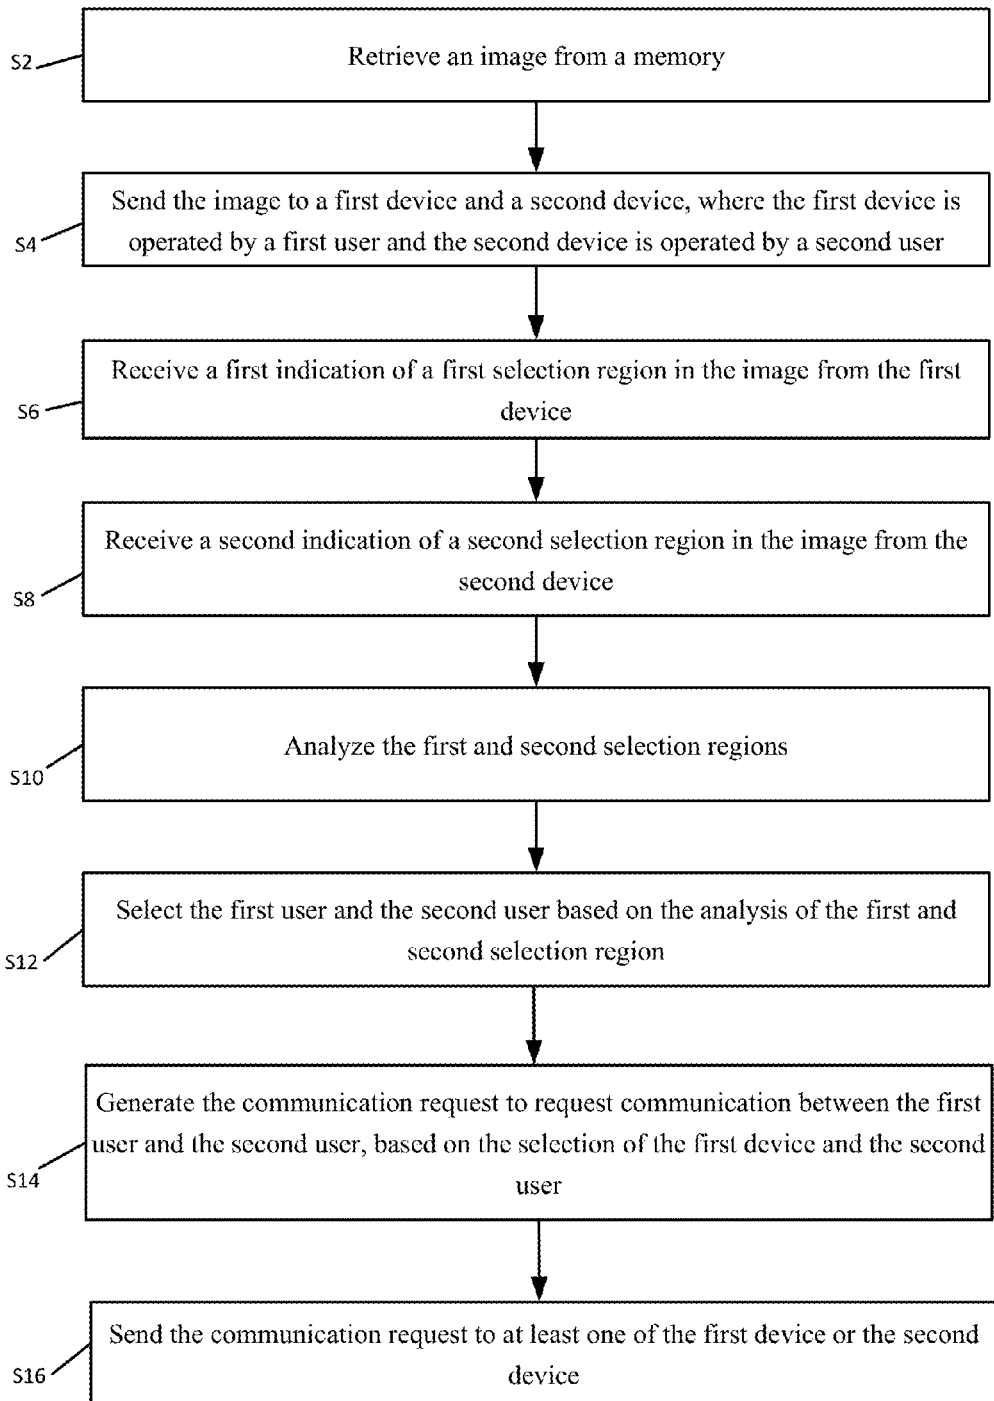 S2
Retrieve an image from a memory
S4
Send the image to a first device and a second device, where the first device is
operated by a first user and the second device is operated by a second user
S6
Receive a first indication of a first selection region in the image from the first
device
S8
Receive a second indication of a second selection region in the image from the
second device
S10
Analyze the first and second selection regions
S12
Select the first user and the second user based on the analysis of the first and
second selection region
S14
Generate the communication request to request communication between the first
user and the second user, based on the selection of the first device and the second
user
S16
Send the communication request to at least one of the first device or the second
device